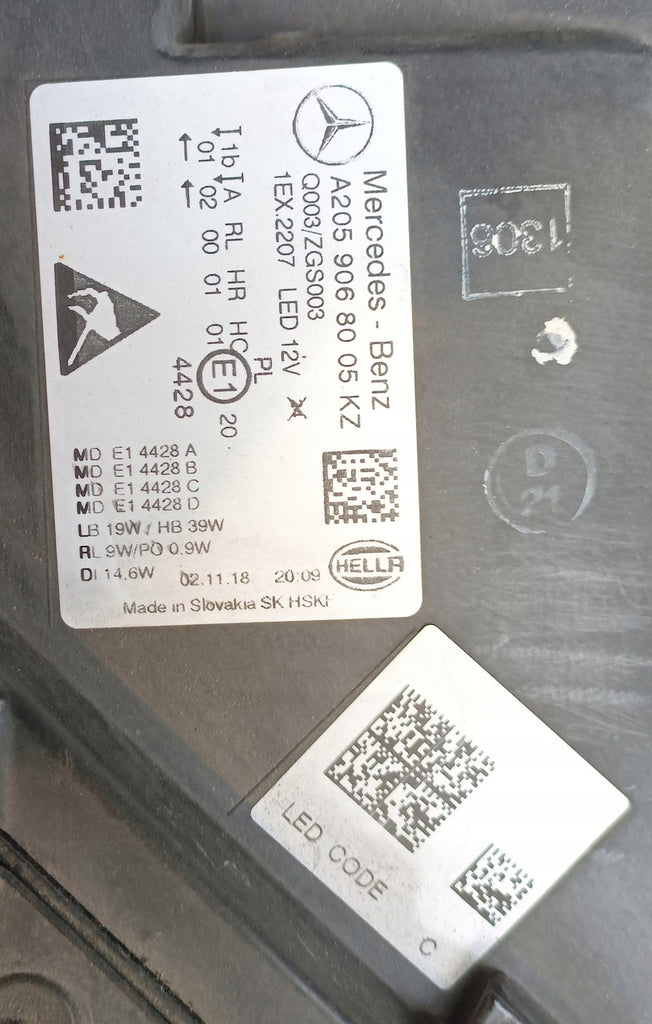 Mercedes - Benz
A205 906 80 05 KZ
Q003/ZGS003
1EX.2207 LED 12V
1b A RL HR HC 20
01 02 00 01 01
PL
E1
4428
MD E1 4428 A
MD E1 4428 B
MD E1 4428 C
MD E1 4428 D
LB 19W / HB 39W
RL 9W/PO 0.9W
DI 14,6W 02.11.18 20:09
HELLA
Made in Slovakia SK HSKF
LED CODE
C
1308
D
21